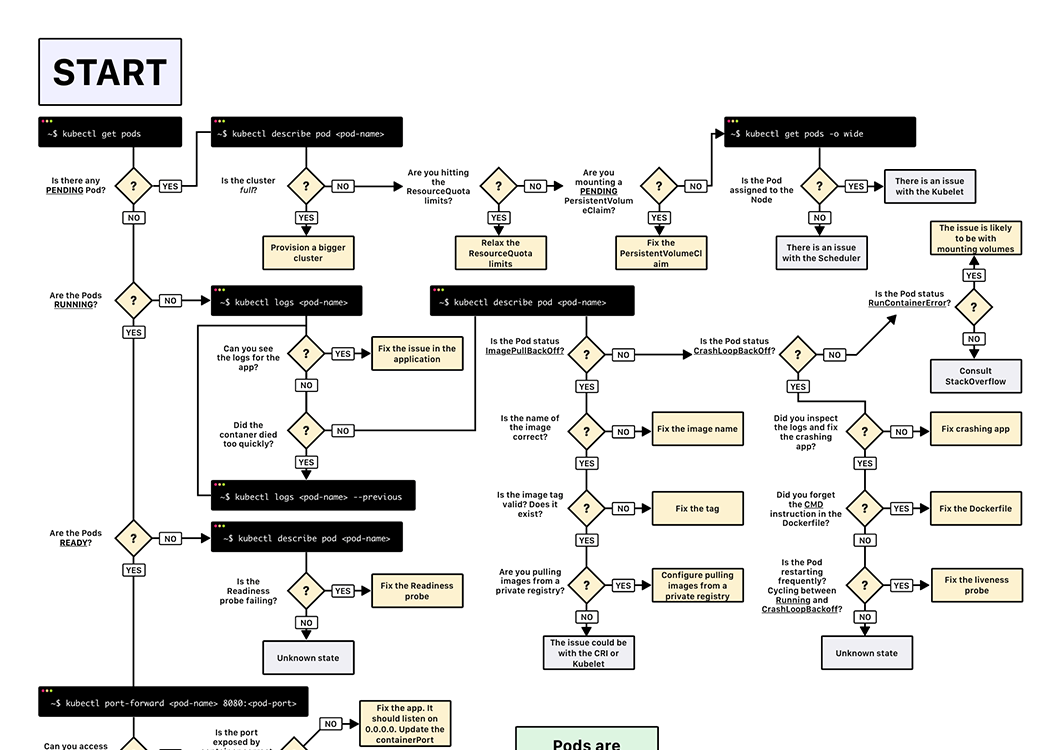 START
~$ kubectl get pods
~$ kubectl describe pod <pod-name>
~$ kubectl get pods -o wide
Is there any
PENDING Pod?
?
YES
NO
Is the cluster
full?
?
NO
YES
Provision a bigger
cluster
Are you hitting
the
ResourceQuota
limits?
?
NO
YES
Relax the
ResourceQuota
limits
Are you
mounting a
PENDING
PersistentVolum
eClaim?
?
NO
YES
Fix the
PersistentVolumeCl
aim
Is the Pod
assigned to the
Node
?
YES
There is an issue
with the Kubelet
NO
There is an issue
with the Scheduler
Are the Pods
RUNNING?
?
NO
YES
~$ kubectl logs <pod-name>
Can you see
the logs for the
app?
?
YES
Fix the issue in the
application
NO
Did the
contaner died
too quickly?
?
NO
YES
~$ kubectl logs <pod-name> --previous
~$ kubectl describe pod <pod-name>
Is the Pod status
ImagePullBackOff?
?
NO
YES
Is the name of
the image
correct?
?
NO
Fix the image name
YES
Is the image tag
valid? Does it
exist?
?
NO
Fix the tag
YES
Are you pulling
images from a
private registry?
?
YES
Configure pulling
images from a
private registry
NO
The issue could be
with the CRI or
Kubelet
Is the Pod status
CrashLoopBackOff?
?
NO
YES
Is the Pod status
RunContainerError?
?
YES
The issue is likely
to be with
mounting volumes
NO
Consult
StackOverflow
Did you inspect
the logs and fix
the crashing
app?
?
NO
Fix crashing app
YES
Did you forget
the CMD
instruction in the
Dockerfile?
?
YES
Fix the Dockerfile
NO
Is the Pod
restarting
frequently?
Cycling between
Running and
CrashLoopBackoff?
?
YES
Fix the liveness
probe
NO
Unknown state
Are the Pods
READY?
?
NO
YES
~$ kubectl describe pod <pod-name>
Is the
Readiness
probe failing?
?
YES
Fix the Readiness
probe
NO
Unknown state
~$ kubectl port-forward <pod-name> 8080:<pod-port>
Can you access
Is the port
exposed by
NO
Fix the app. It
should listen on
0.0.0.0. Update the
containerPort
Pods are